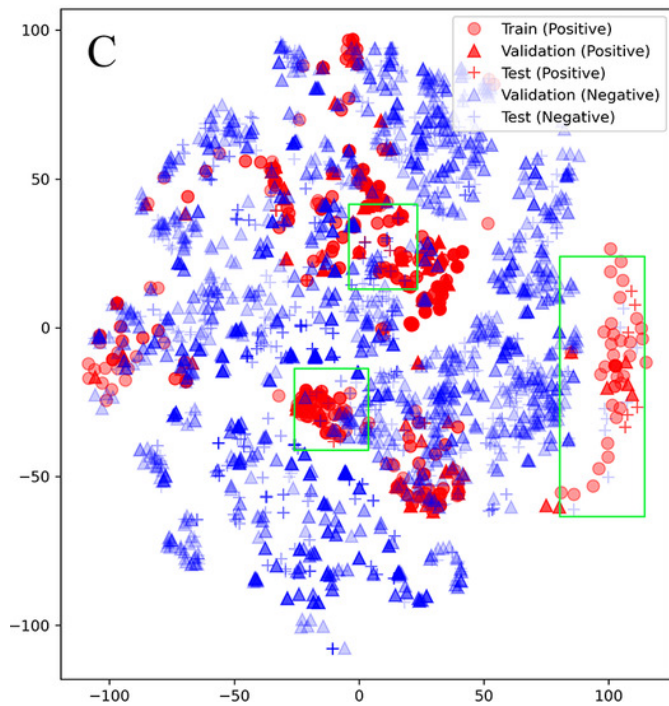 C
Train (Positive)
Validation (Positive)
Test (Positive)
Validation (Negative)
Test (Negative)
100
50
0
−50
−100
−100
−50
0
50
100